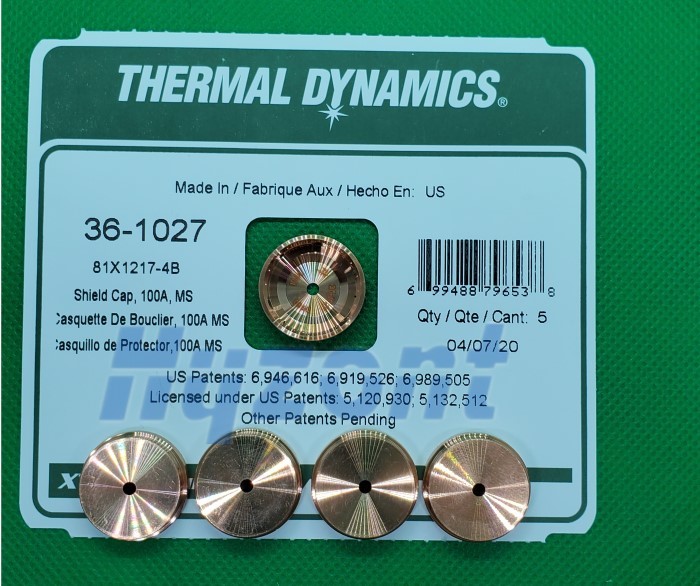 THERMAL DYNAMICS®
Made In / Fabrique Aux / Hecho En: US
36-1027
81X1217-4B
Shield Cap, 100A, MS
Casquette De Bouclier, 100A MS
Casquillo de Protector,100A MS
6 99488 79653 8
Qty / Qte / Cant: 5
04/07/20
US Patents: 6,946,616; 6,919,526; 6,989,505
Licensed under US Patents: 5,120,930; 5,132,512
Other Patents Pending